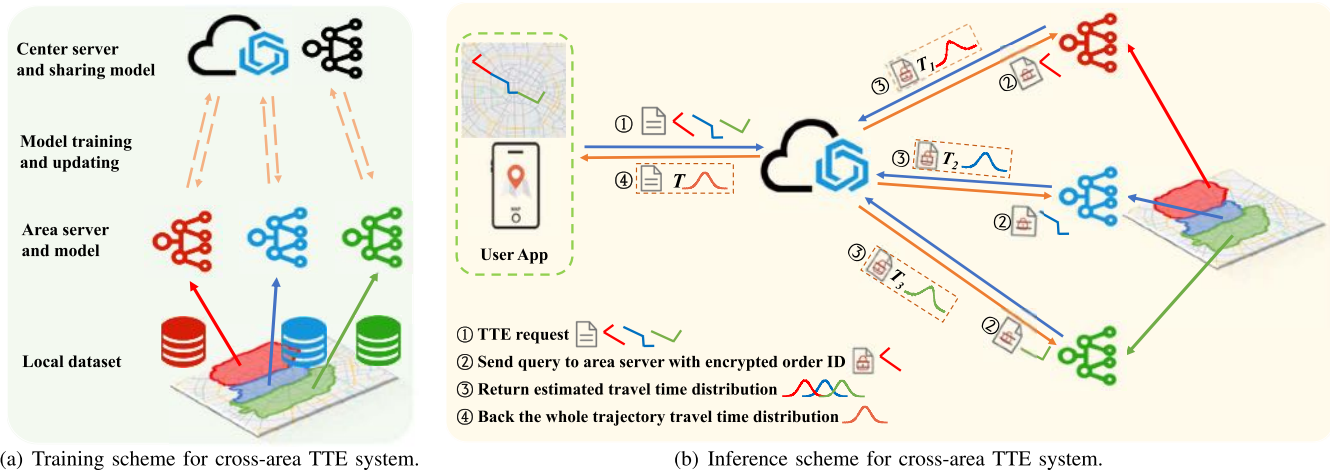 Center server
and sharing model
Model training
and updating
Area server
and model
Local dataset
(a) Training scheme for cross-area TTE system.
User App
① 
④ T
③ T1
②
③ T2
②
③ T3
②
① TTE request
② Send query to area server with encrypted order ID
③ Return estimated travel time distribution
④ Back the whole trajectory travel time distribution
(b) Inference scheme for cross-area TTE system.